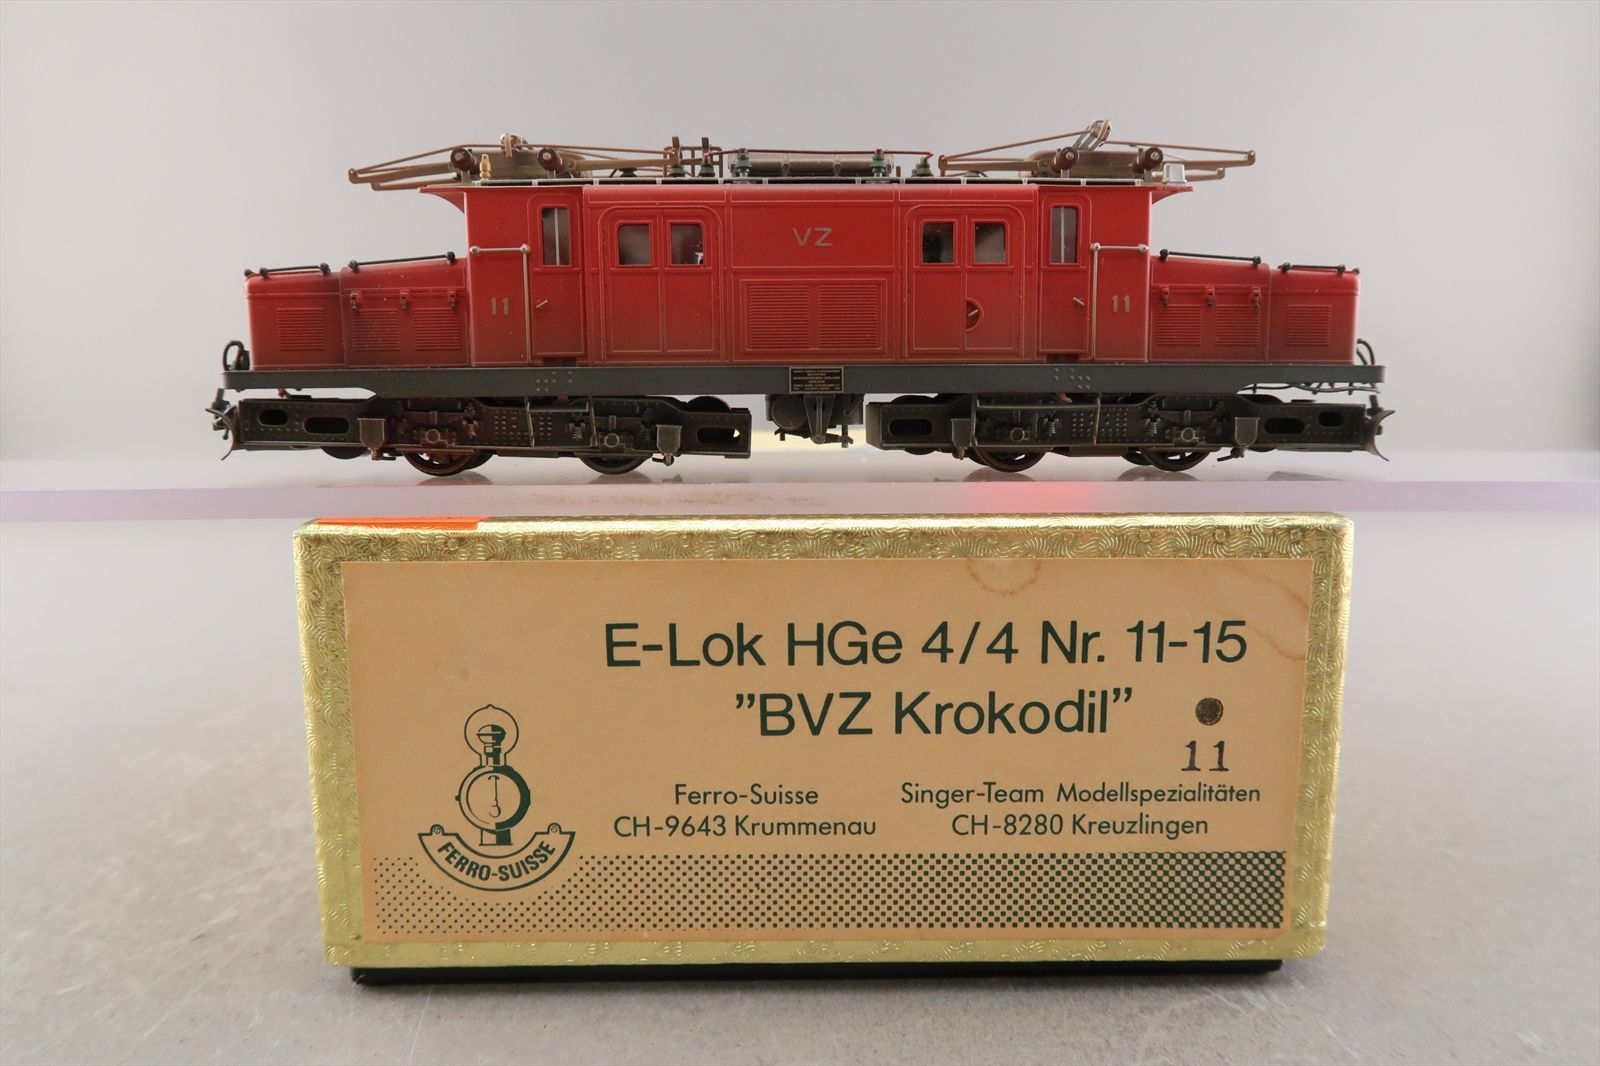 VZ
11
11
E-Lok HGe 4/4 Nr. 11-15
"BVZ Krokodil"
11
Ferro-Suisse
CH-9643 Krummenau
Singer-Team Modellspezialitäten
CH-8280 Kreuzlingen
FERRO-SUISSE